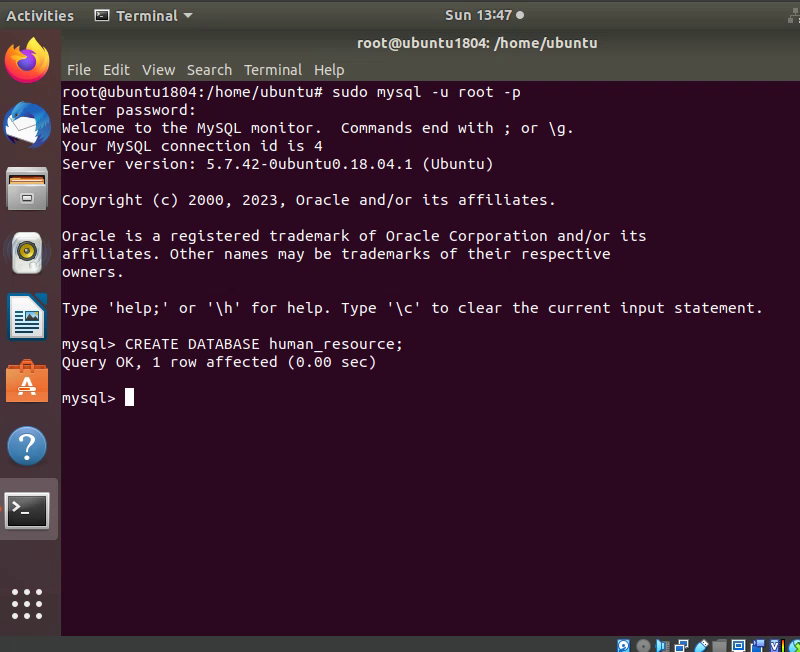 Activities Terminal Sun 13:47
root@ubuntu1804: /home/ubuntu
File Edit View Search Terminal Help
root@ubuntu1804:/home/ubuntu# sudo mysql -u root -p
Enter password:
Welcome to the MySQL monitor.  Commands end with ; or \g.
Your MySQL connection id is 4
Server version: 5.7.42-0ubuntu0.18.04.1 (Ubuntu)
Copyright (c) 2000, 2023, Oracle and/or its affiliates.
Oracle is a registered trademark of Oracle Corporation and/or its
affiliates. Other names may be trademarks of their respective
owners.
Type 'help;' or '\h' for help. Type '\c' to clear the current input statement.
mysql> CREATE DATABASE human_resource;
Query OK, 1 row affected (0.00 sec)
mysql>